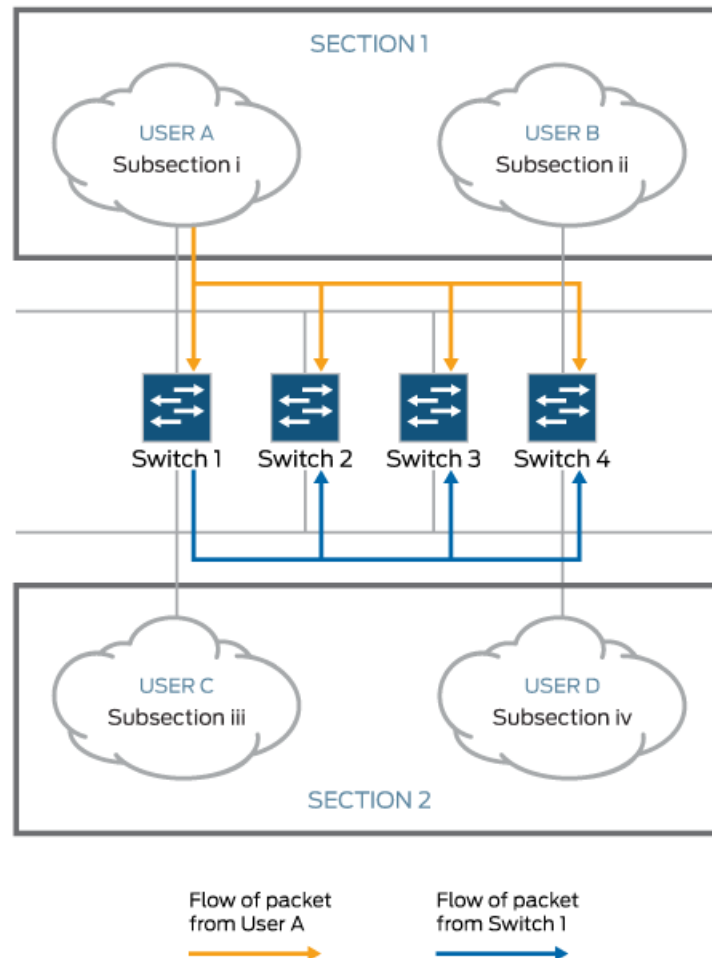 SECTION 1
USER A
Subsection i
USER B
Subsection ii
Switch 1
Switch 2
Switch 3
Switch 4
USER C
Subsection iii
USER D
Subsection iv
SECTION 2
Flow of packet
from User A
Flow of packet
from Switch 1